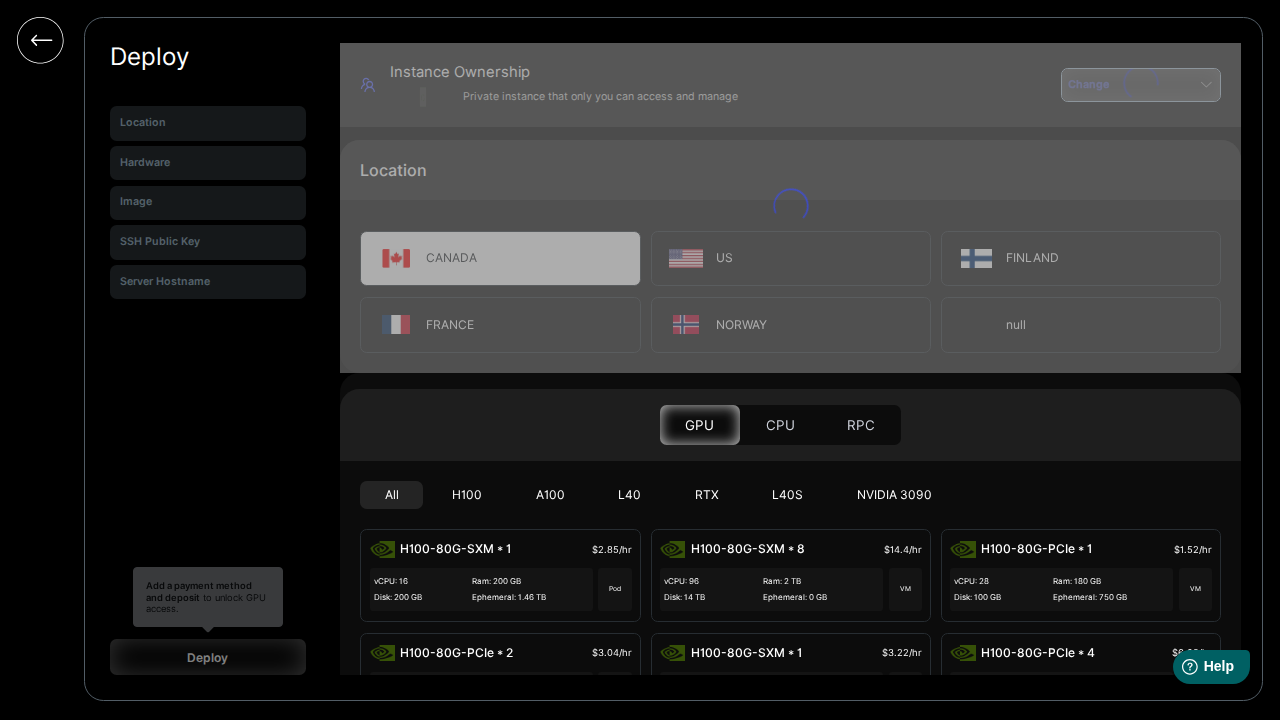 Deploy
Location
Hardware
Image
SSH Public Key
Server Hostname
Add a payment method
and deposit to unlock GPU
access.
Deploy
Instance Ownership
Private instance that only you can access and manage
Change
Location
CANADA
US
FINLAND
FRANCE
NORWAY
null
GPU
CPU
RPC
All
H100
A100
L40
RTX
L40S
NVIDIA 3090
H100-80G-SXM * 1
$2.85/hr
vCPU: 16
Ram: 200 GB
Disk: 200 GB
Ephemeral: 1.46 TB
Pod
H100-80G-SXM * 8
$14.4/hr
vCPU: 96
Ram: 2 TB
Disk: 14 TB
Ephemeral: 0 GB
VM
H100-80G-PCIe * 1
$1.52/hr
vCPU: 28
Ram: 180 GB
Disk: 100 GB
Ephemeral: 750 GB
VM
H100-80G-PCIe * 2
$3.04/hr
H100-80G-SXM * 1
$3.22/hr
H100-80G-PCIe * 4
Help